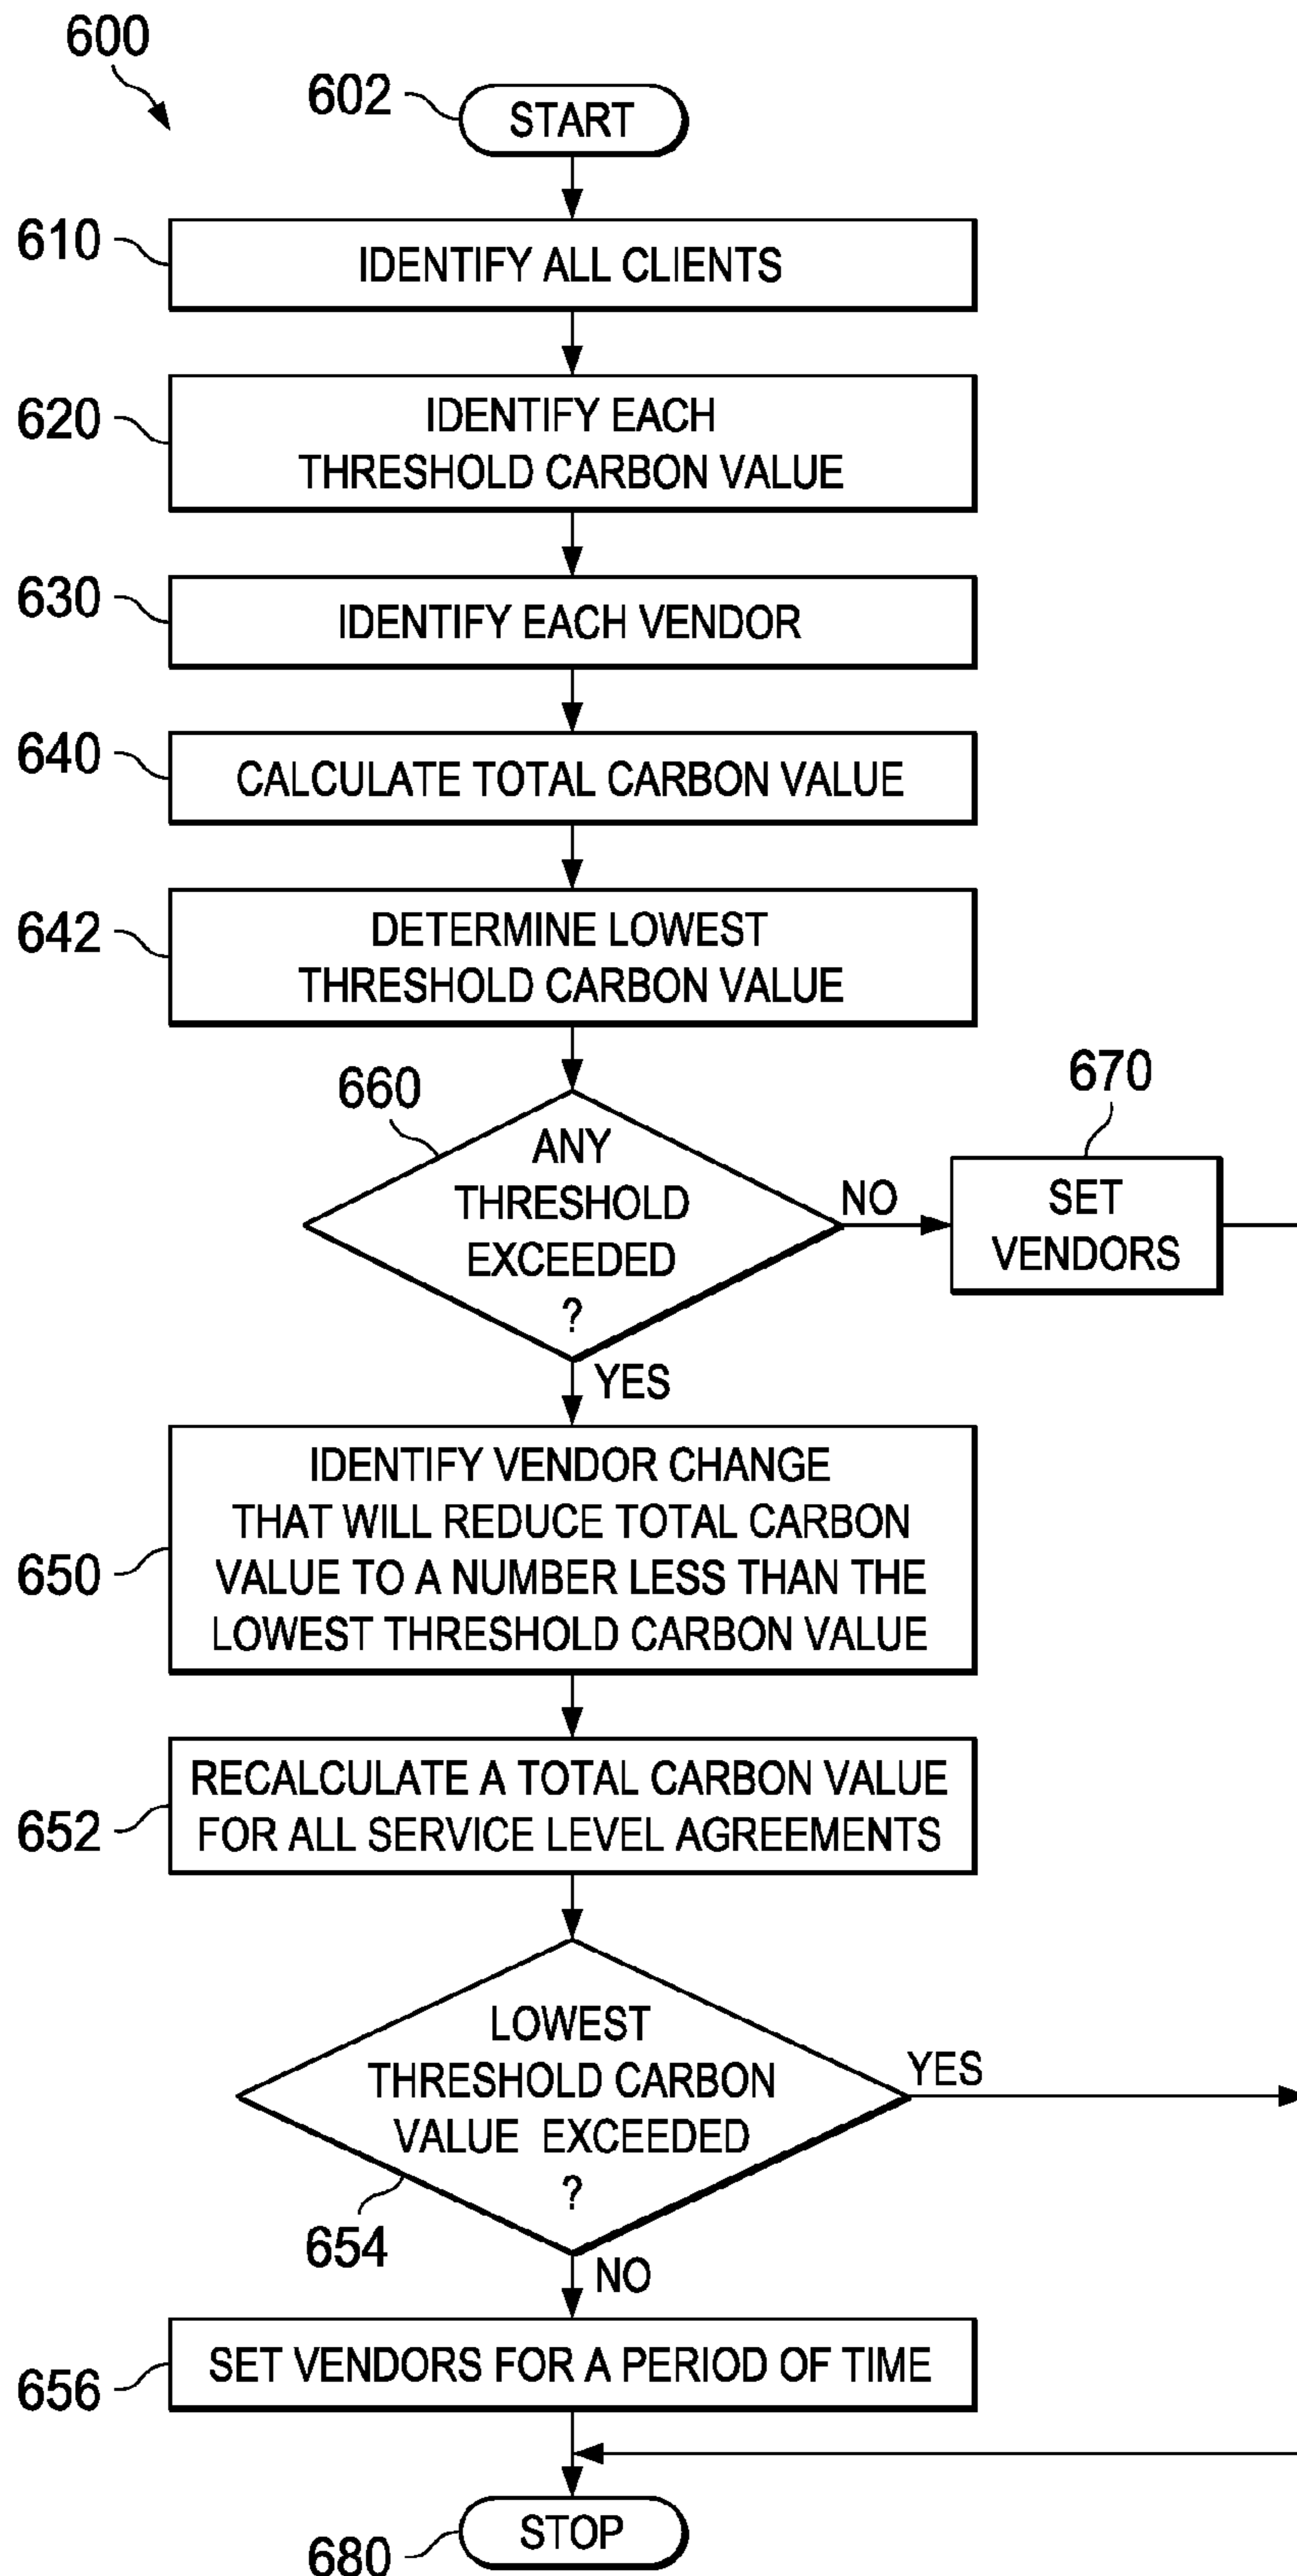 600
602
START
610
IDENTIFY ALL CLIENTS
620
IDENTIFY EACH
THRESHOLD CARBON VALUE
630
IDENTIFY EACH VENDOR
640
CALCULATE TOTAL CARBON VALUE
642
DETERMINE LOWEST
THRESHOLD CARBON VALUE
660
ANY
THRESHOLD
EXCEEDED
?
NO
670
SET
VENDORS
YES
650
IDENTIFY VENDOR CHANGE
THAT WILL REDUCE TOTAL CARBON
VALUE TO A NUMBER LESS THAN THE
LOWEST THRESHOLD CARBON VALUE
652
RECALCULATE A TOTAL CARBON VALUE
FOR ALL SERVICE LEVEL AGREEMENTS
LOWEST
THRESHOLD CARBON
VALUE EXCEEDED
?
YES
654
NO
656
SET VENDORS FOR A PERIOD OF TIME
680
STOP